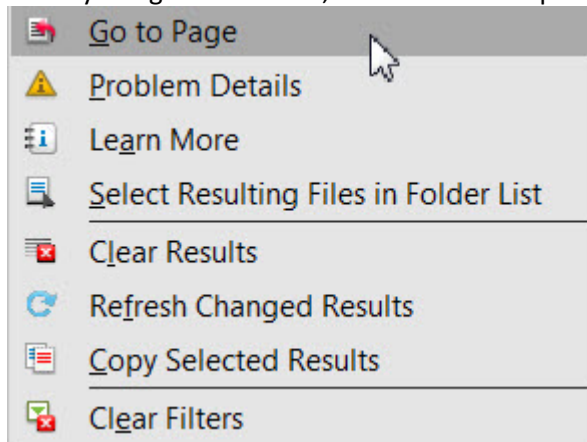 Go to Page
Problem Details
Learn More
Select Resulting Files in Folder List
Clear Results
Refresh Changed Results
Copy Selected Results
Clear Filters